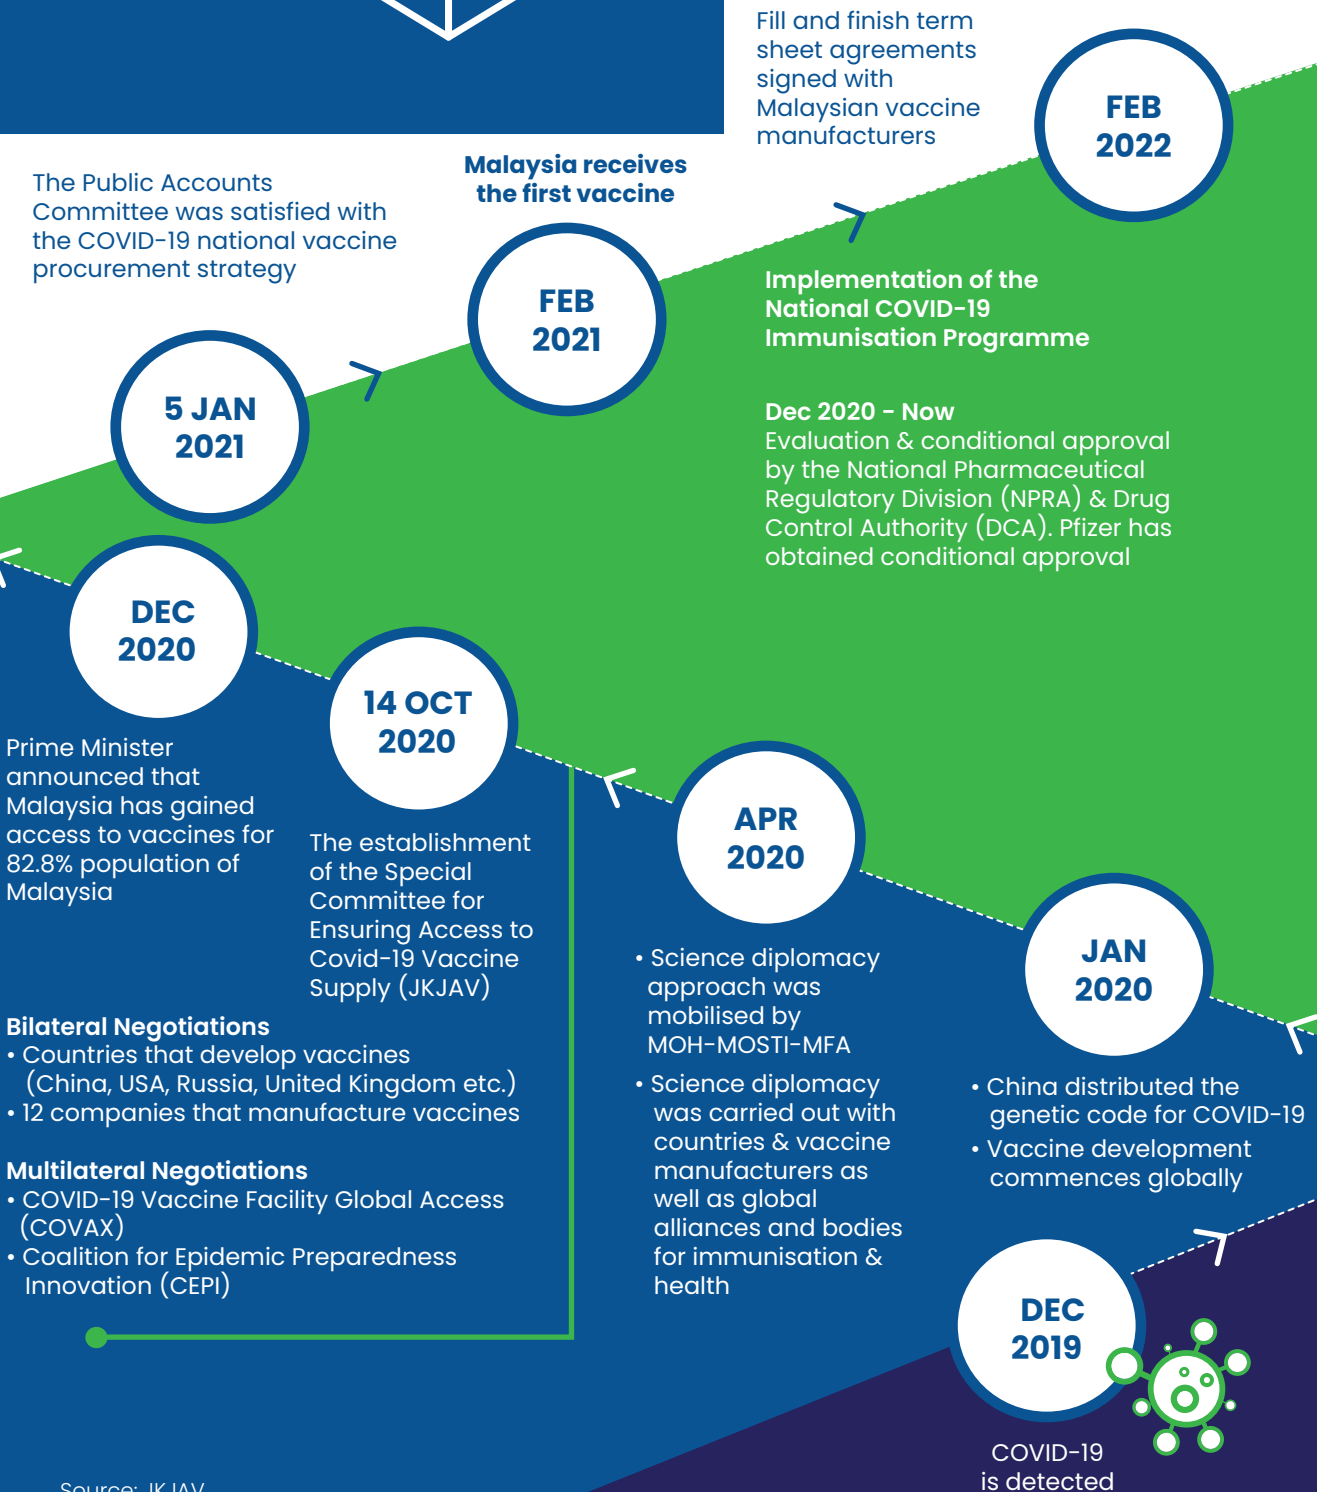 Fill and finish term
sheet agreements
signed with
Malaysian vaccine
manufacturers
FEB
2022
Malaysia receives
the first vaccine
The Public Accounts
Committee was satisfied with
the COVID-19 national vaccine
procurement strategy
FEB
2021
Implementation of the
National COVID-19
Immunisation Programme
5 JAN
2021
Dec 2020 - Now
Evaluation & conditional approval
by the National Pharmaceutical
Regulatory Division (NPRA) & Drug
Control Authority (DCA). Pfizer has
obtained conditional approval
DEC
2020
14 OCT
2020
Prime Minister
announced that
Malaysia has gained
access to vaccines for
82.8% population of
Malaysia
The establishment
of the Special
Committee for
Ensuring Access to
Covid-19 Vaccine
Supply (JKJAV)
APR
2020
JAN
2020
• Science diplomacy
approach was
mobilised by
MOH-MOSTI-MFA
• Science diplomacy
was carried out with
countries & vaccine
manufacturers as
well as global
alliances and bodies
for immunisation &
health
Bilateral Negotiations
• Countries that develop vaccines
(China, USA, Russia, United Kingdom etc.)
• 12 companies that manufacture vaccines
Multilateral Negotiations
• COVID-19 Vaccine Facility Global Access
(COVAX)
• Coalition for Epidemic Preparedness
Innovation (CEPI)
• China distributed the
genetic code for COVID-19
• Vaccine development
commences globally
DEC
2019
COVID-19
is detected
Source: JKJAV